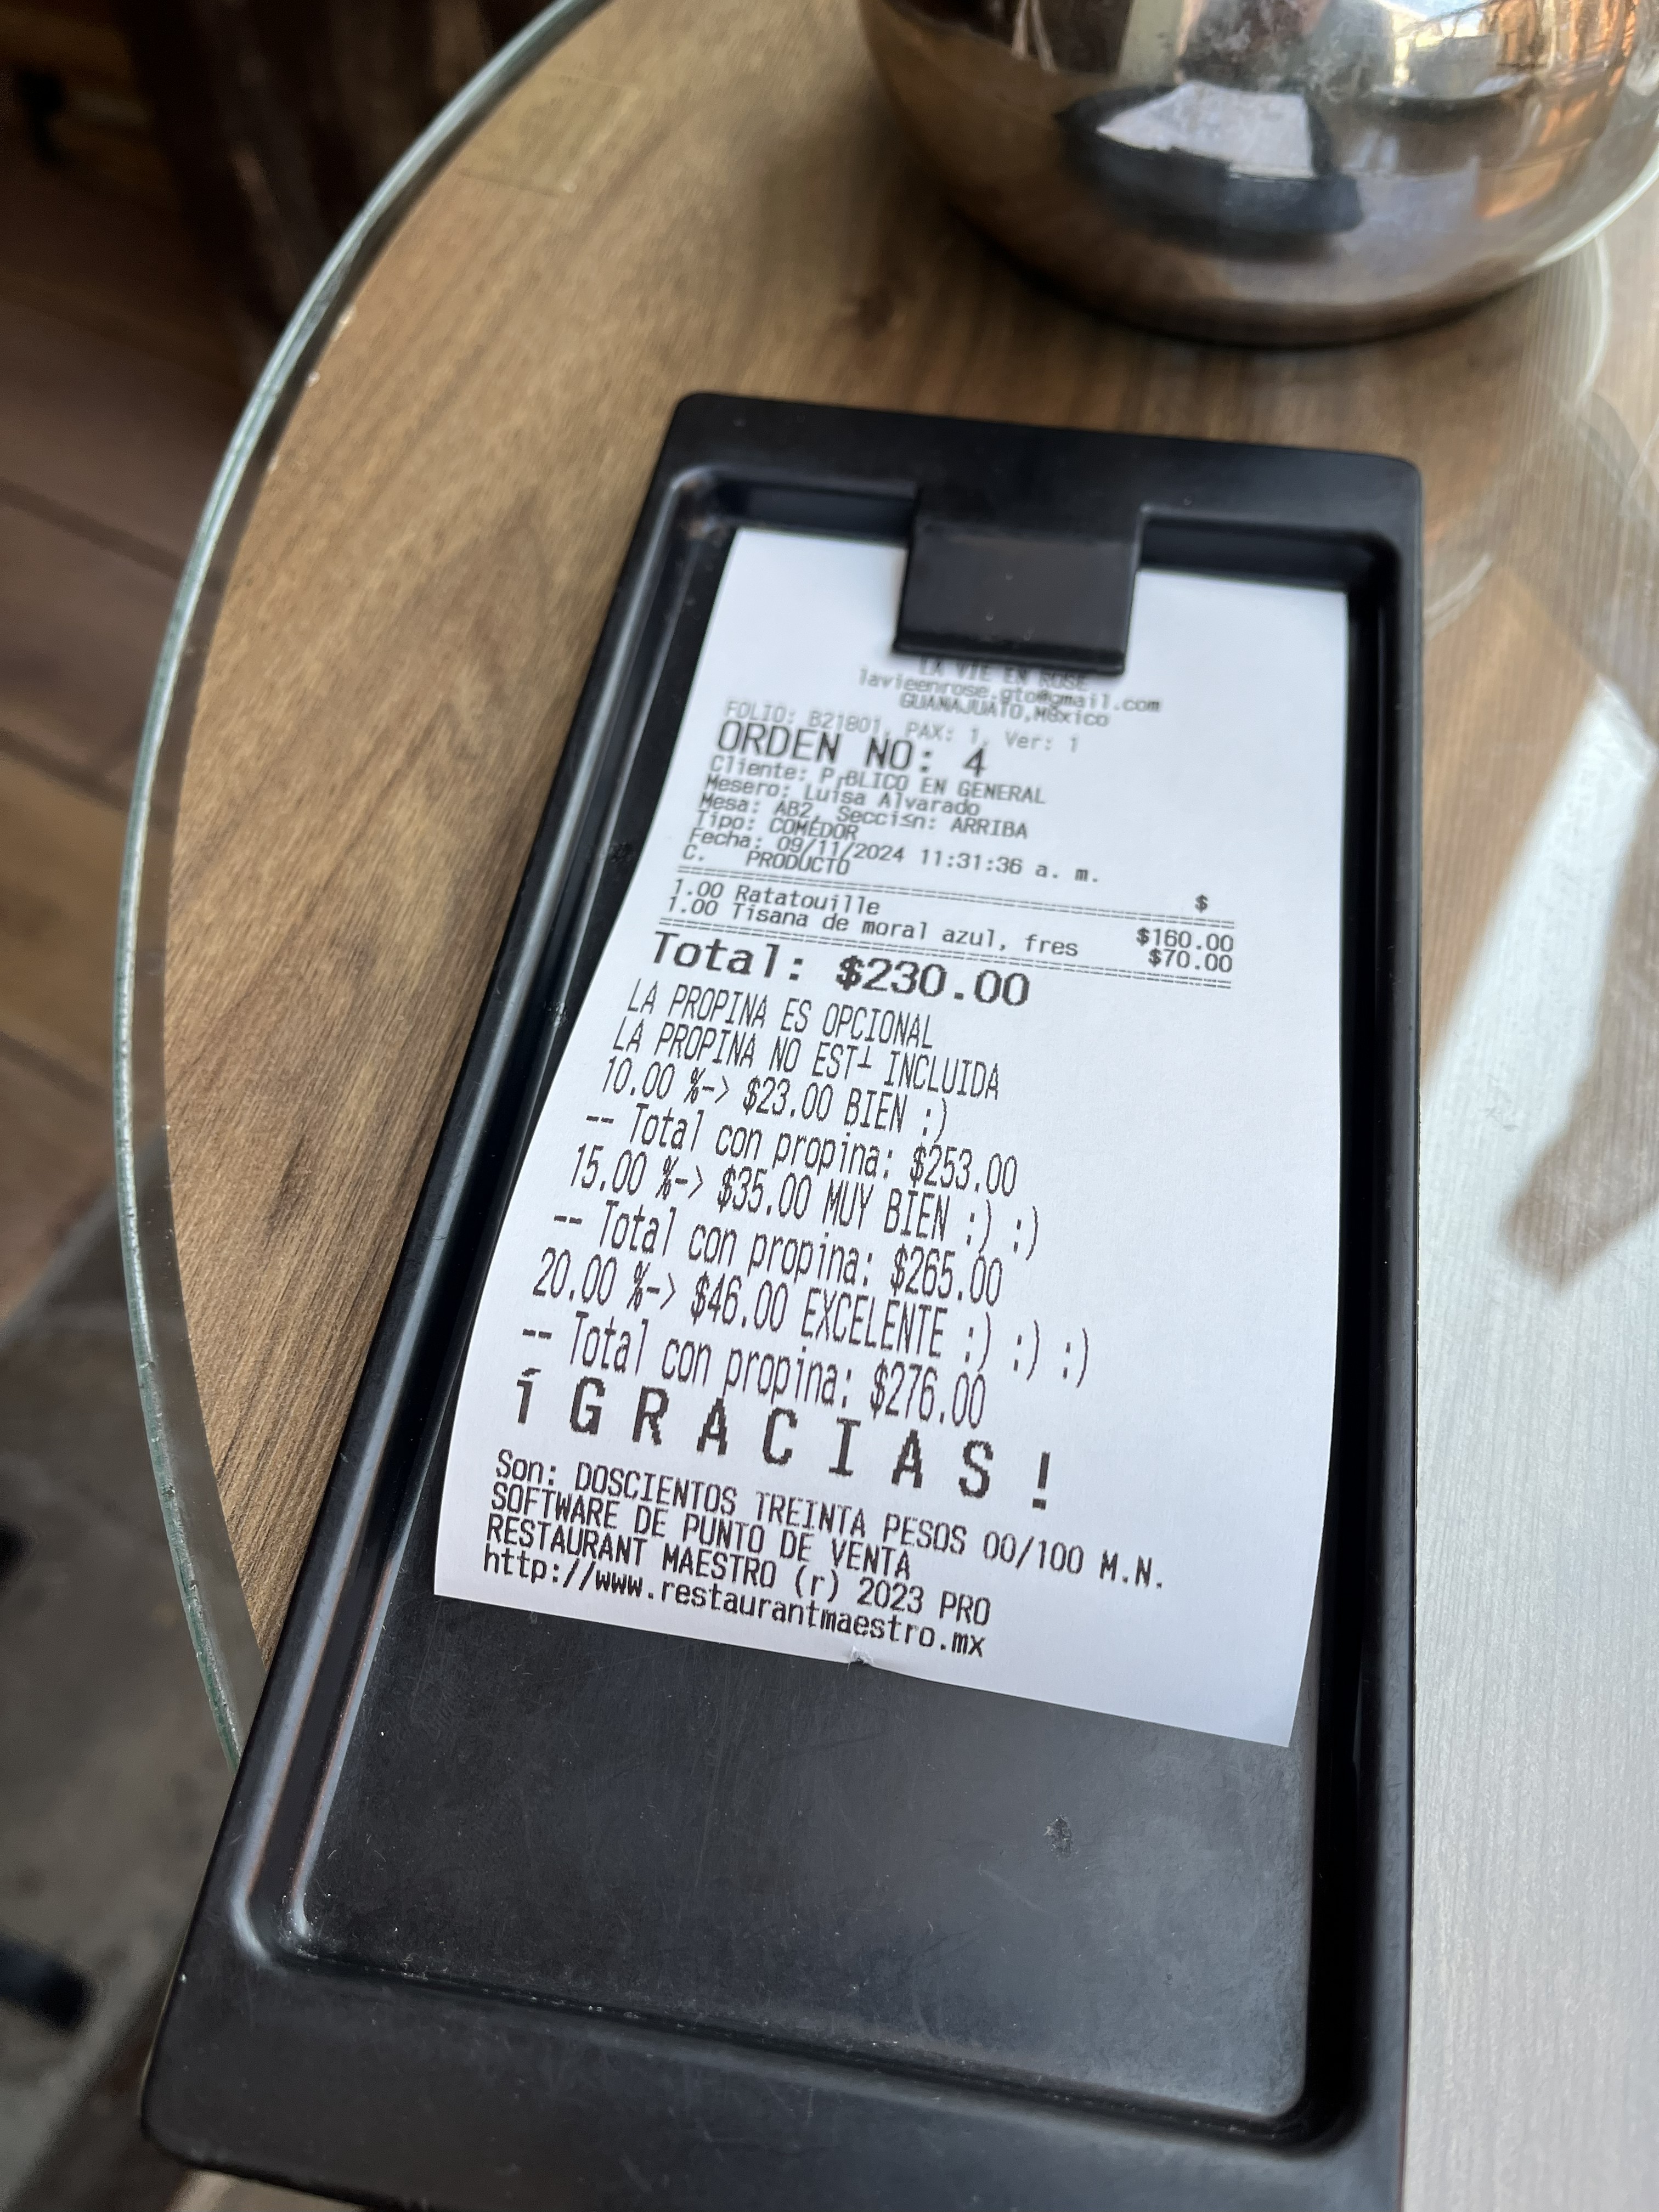 LA VIE EN ROSE
lavieenrose.gto@gmail.com
GUANAJUATO,México
FOLIO: B21801, PAX: 1, Ver: 1
ORDEN NO: 4
Cliente: P┌BLICO EN GENERAL
Mesero: Luisa Alvarado
Mesa: AB2, Secci≤n: ARRIBA
Tipo: COMEDOR
Fecha: 09/11/2024 11:31:36 a. m.
C. PRODUCTO $
1.00 Ratatouille $160.00
1.00 Tisana de moral azul, fres $70.00
Total: $230.00
LA PROPINA ES OPCIONAL
LA PROPINA NO EST┴ INCLUIDA
10.00 %-> $23.00 BIEN :)
-- Total con propina: $253.00
15.00 %-> $35.00 MUY BIEN :) :)
-- Total con propina: $265.00
20.00 %-> $46.00 EXCELENTE :) :) :)
-- Total con propina: $276.00
íGRACIAS!
Son: DOSCIENTOS TREINTA PESOS 00/100 M.N.
SOFTWARE DE PUNTO DE VENTA
RESTAURANT MAESTRO (r) 2023 PRO
http://www.restaurantmaestro.mx